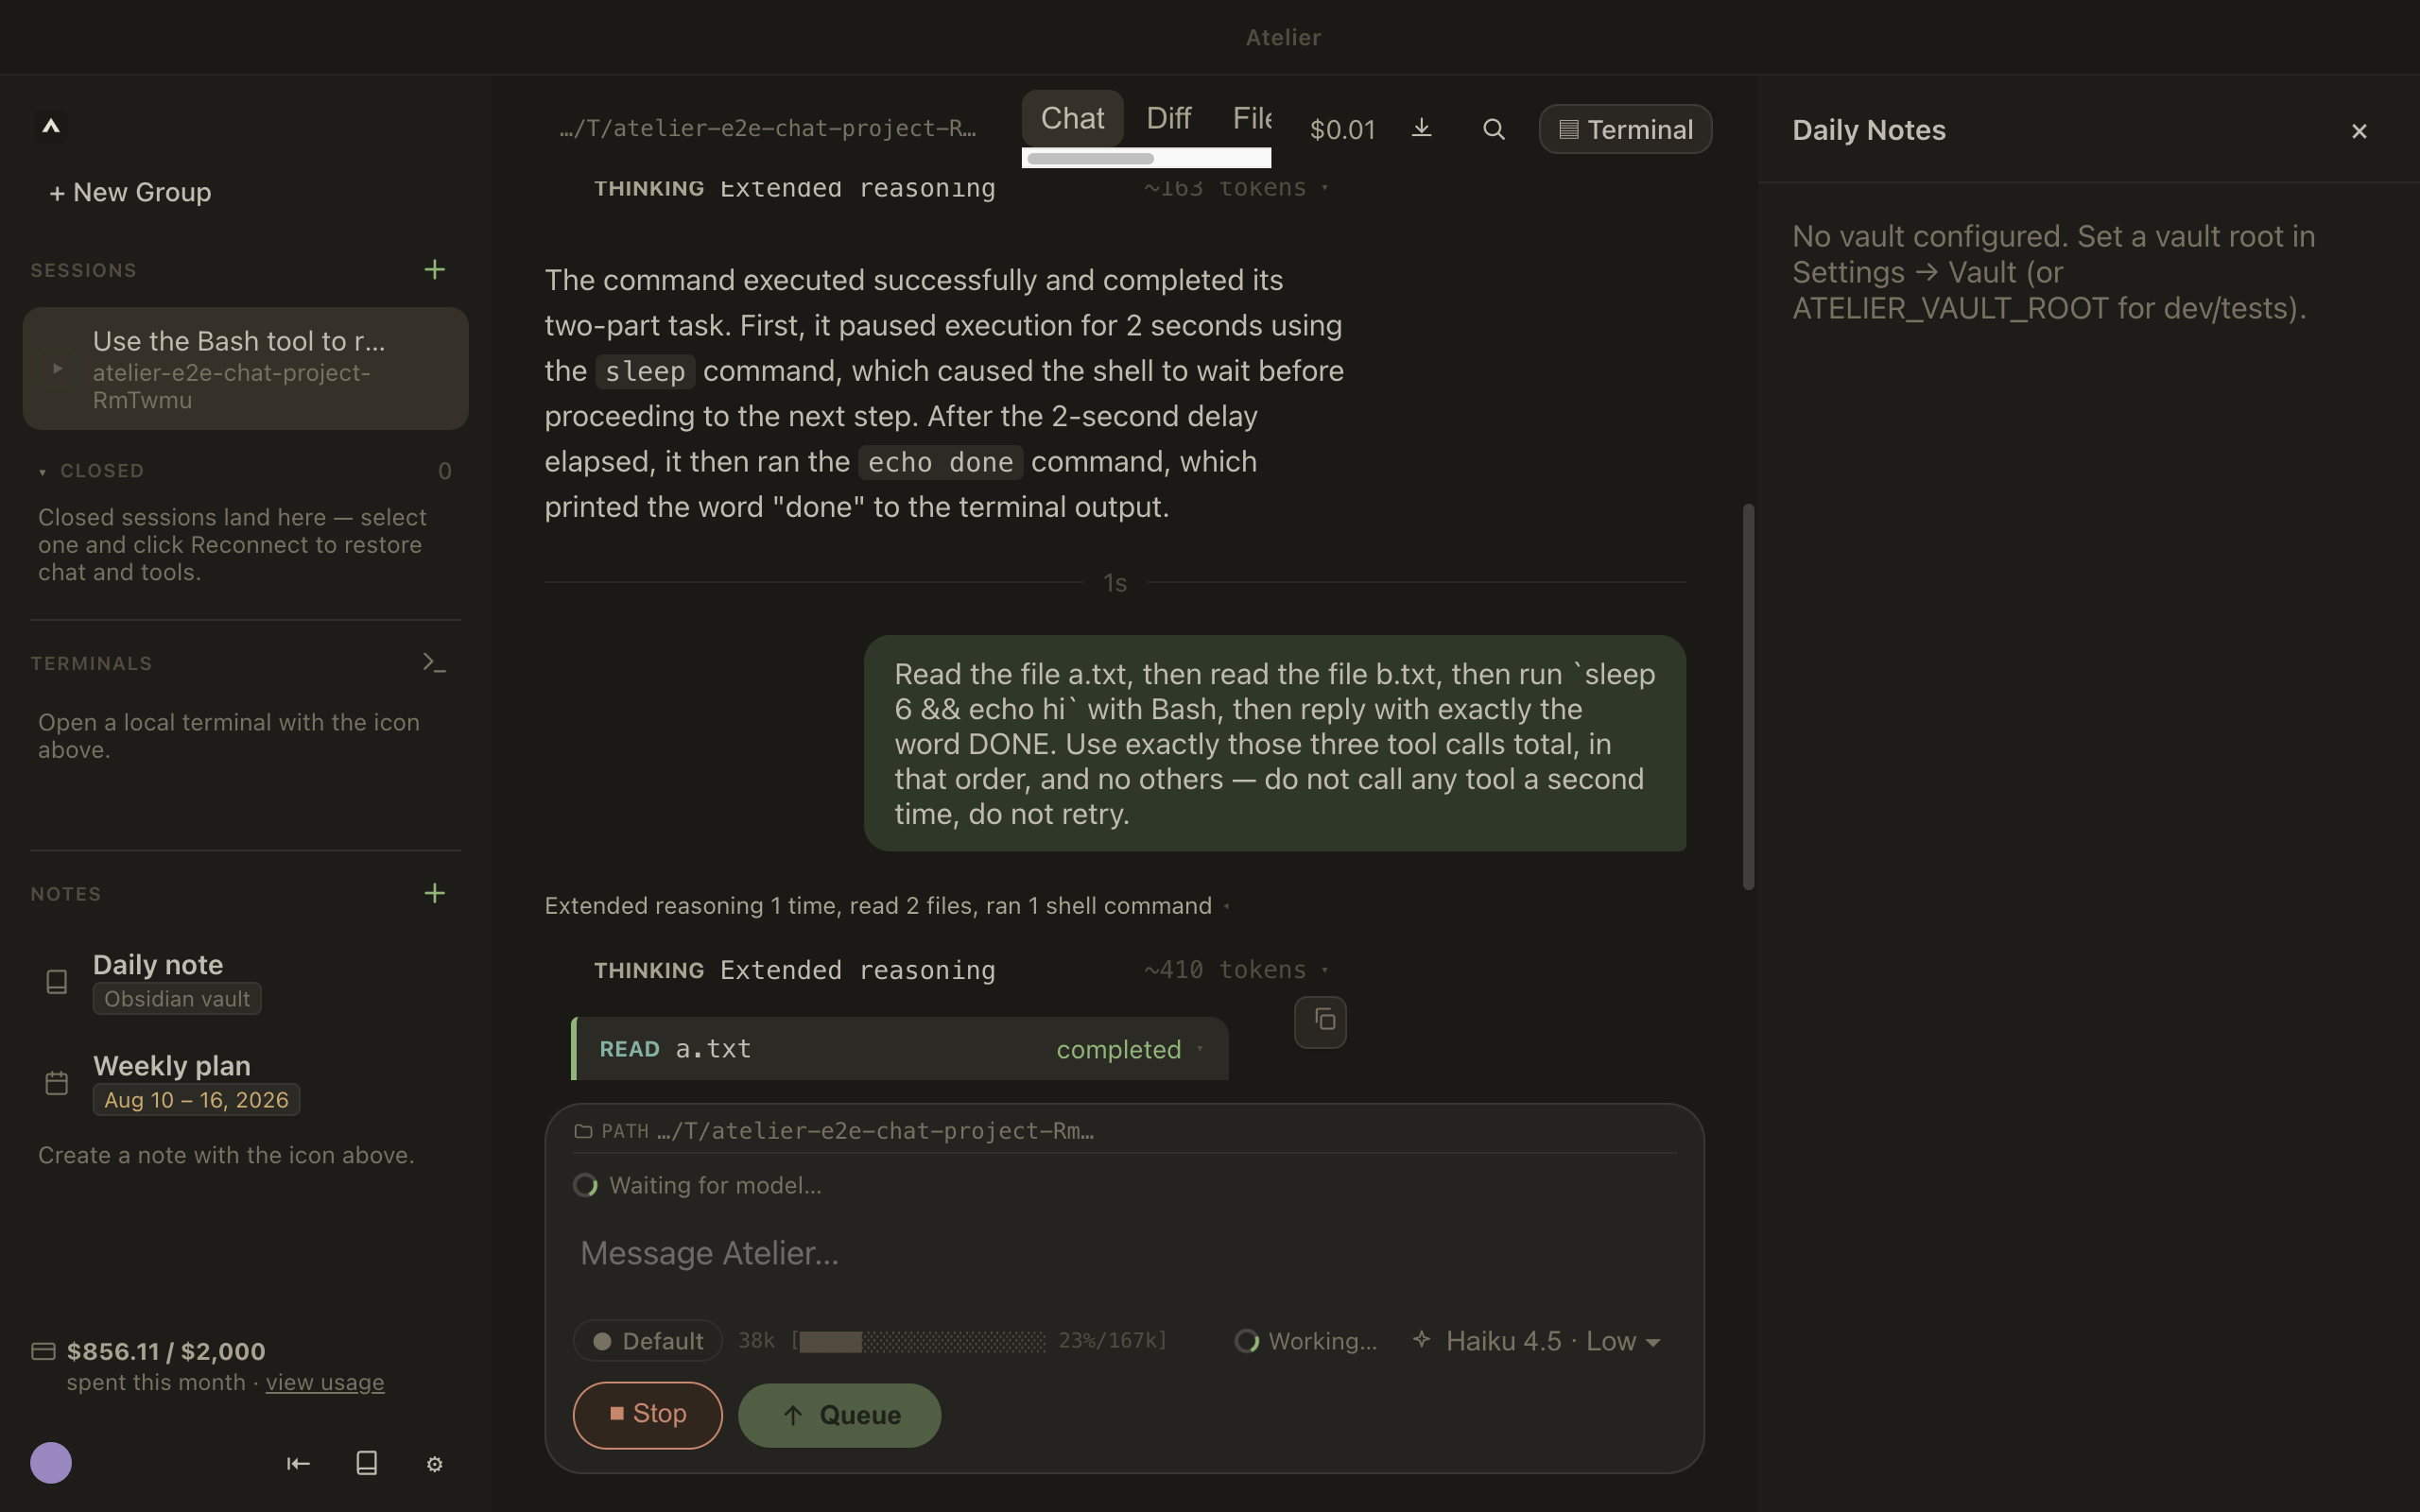 Atelier
+ New Group
SESSIONS
Use the Bash tool to r...
atelier-e2e-chat-project-
RmTwmu
CLOSED 0
Closed sessions land here — select
one and click Reconnect to restore
chat and tools.
TERMINALS
Open a local terminal with the icon
above.
NOTES
Daily note
Obsidian vault
Weekly plan
Aug 10 – 16, 2026
Create a note with the icon above.
$856.11 / $2,000
spent this month · view usage
…/T/atelier-e2e-chat-project-R…
Chat Diff File
$0.01
Terminal
THINKING Extended reasoning ~163 tokens
The command executed successfully and completed its
two-part task. First, it paused execution for 2 seconds using
the sleep command, which caused the shell to wait before
proceeding to the next step. After the 2-second delay
elapsed, it then ran the echo done command, which
printed the word "done" to the terminal output.
1s
Read the file a.txt, then read the file b.txt, then run `sleep
6 && echo hi` with Bash, then reply with exactly the
word DONE. Use exactly those three tool calls total, in
that order, and no others — do not call any tool a second
time, do not retry.
Extended reasoning 1 time, read 2 files, ran 1 shell command
THINKING Extended reasoning ~410 tokens
READ a.txt completed
PATH …/T/atelier-e2e-chat-project-Rm…
Waiting for model...
Message Atelier...
Default 38k [ 23%/167k] Working... Haiku 4.5 · Low
Stop Queue
Daily Notes
No vault configured. Set a vault root in
Settings → Vault (or
ATELIER_VAULT_ROOT for dev/tests).